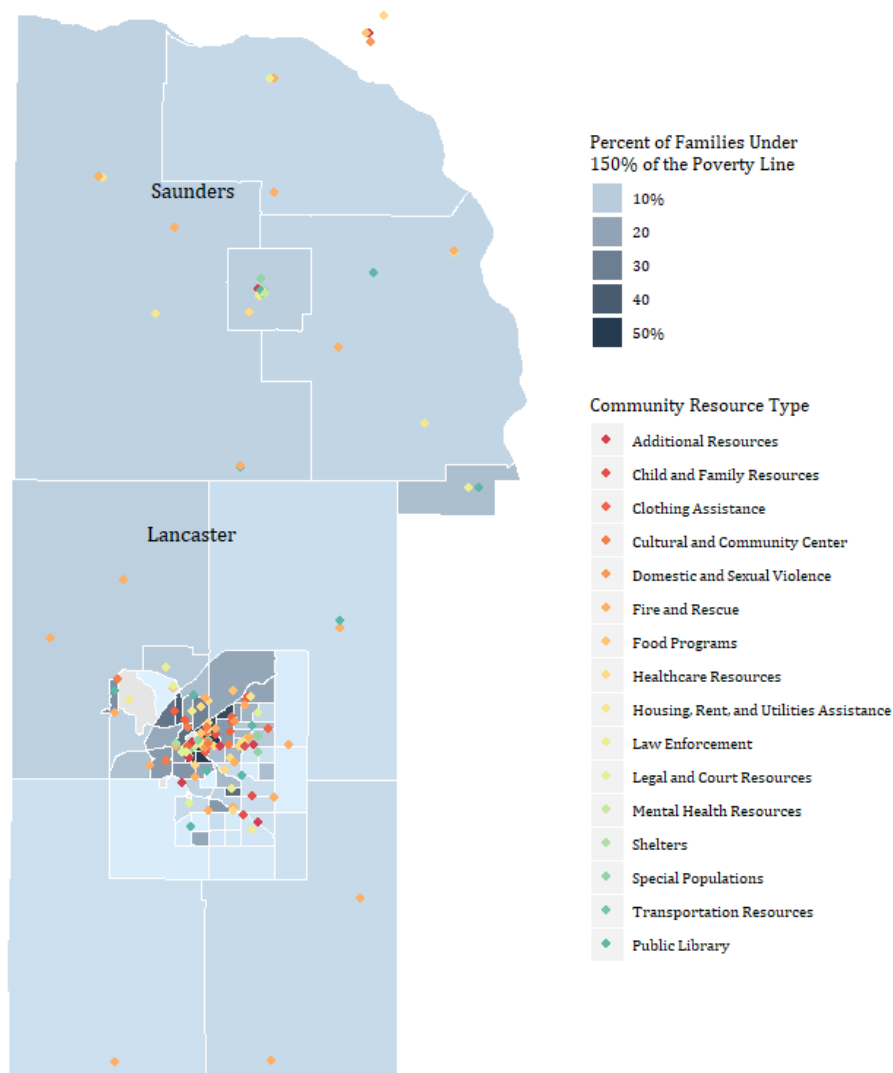 Percent of Families Under
150% of the Poverty Line
10%
20
30
40
50%
Saunders
Lancaster
Community Resource Type
Additional Resources
Child and Family Resources
Clothing Assistance
Cultural and Community Center
Domestic and Sexual Violence
Fire and Rescue
Food Programs
Healthcare Resources
Housing, Rent, and Utilities Assistance
Law Enforcement
Legal and Court Resources
Mental Health Resources
Shelters
Special Populations
Transportation Resources
Public Library